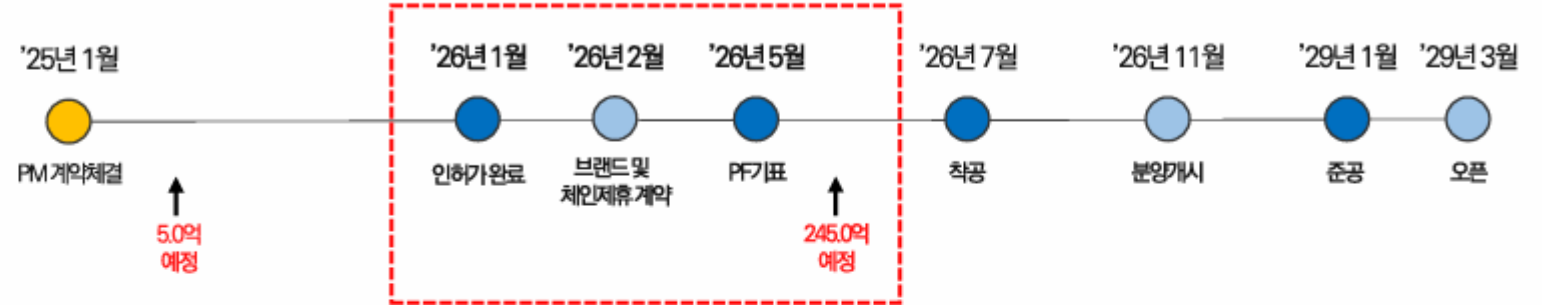 '25년 1월
'26년 1월
'26년 2월
'26년 5월
'26년 7월
'26년 11월
'29년 1월
'29년 3월
PM 계약체결
인허가 완료
브랜드 및
체인제휴 계약
PF기표
착공
분양개시
준공
오픈
5.0억
예정
245.0억
예정